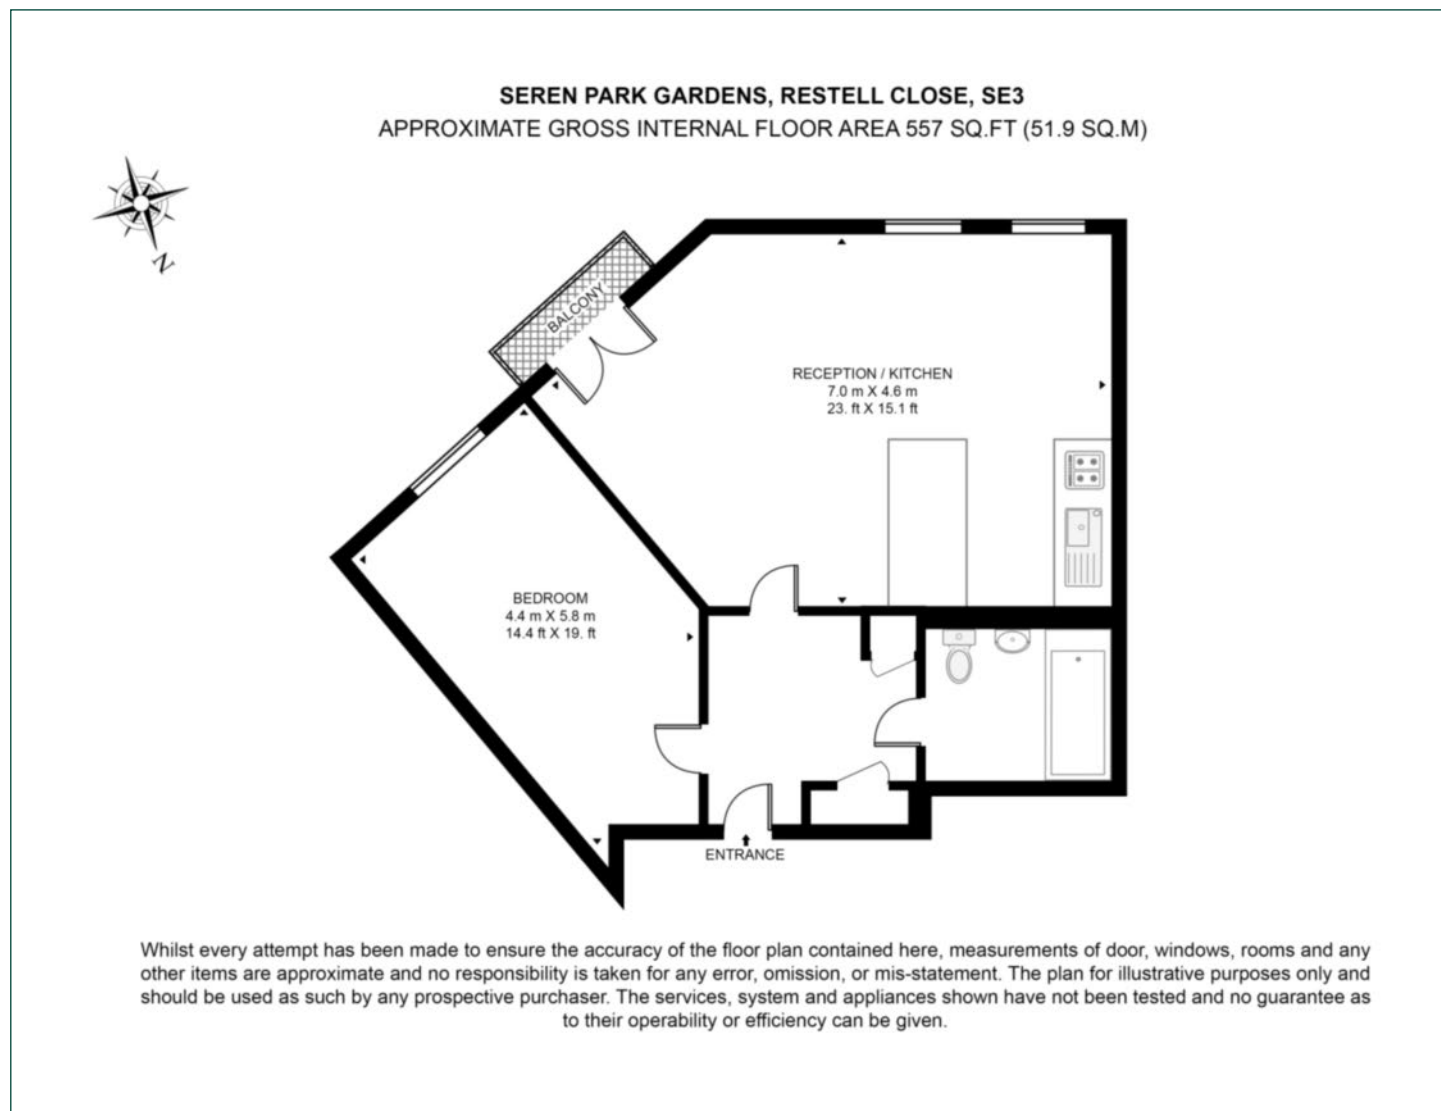 SEREN PARK GARDENS, RESTELL CLOSE, SE3
APPROXIMATE GROSS INTERNAL FLOOR AREA 557 SQ.FT (51.9 SQ.M)
N
BALCONY
RECEPTION / KITCHEN
7.0 m X 4.6 m
23. ft X 15.1 ft
BEDROOM
4.4 m X 5.8 m
14.4 ft X 19. ft
ENTRANCE
Whilst every attempt has been made to ensure the accuracy of the floor plan contained here, measurements of door, windows, rooms and any
other items are approximate and no responsibility is taken for any error, omission, or mis-statement. The plan for illustrative purposes only and
should be used as such by any prospective purchaser. The services, system and appliances shown have not been tested and no guarantee as
to their operability or efficiency can be given.